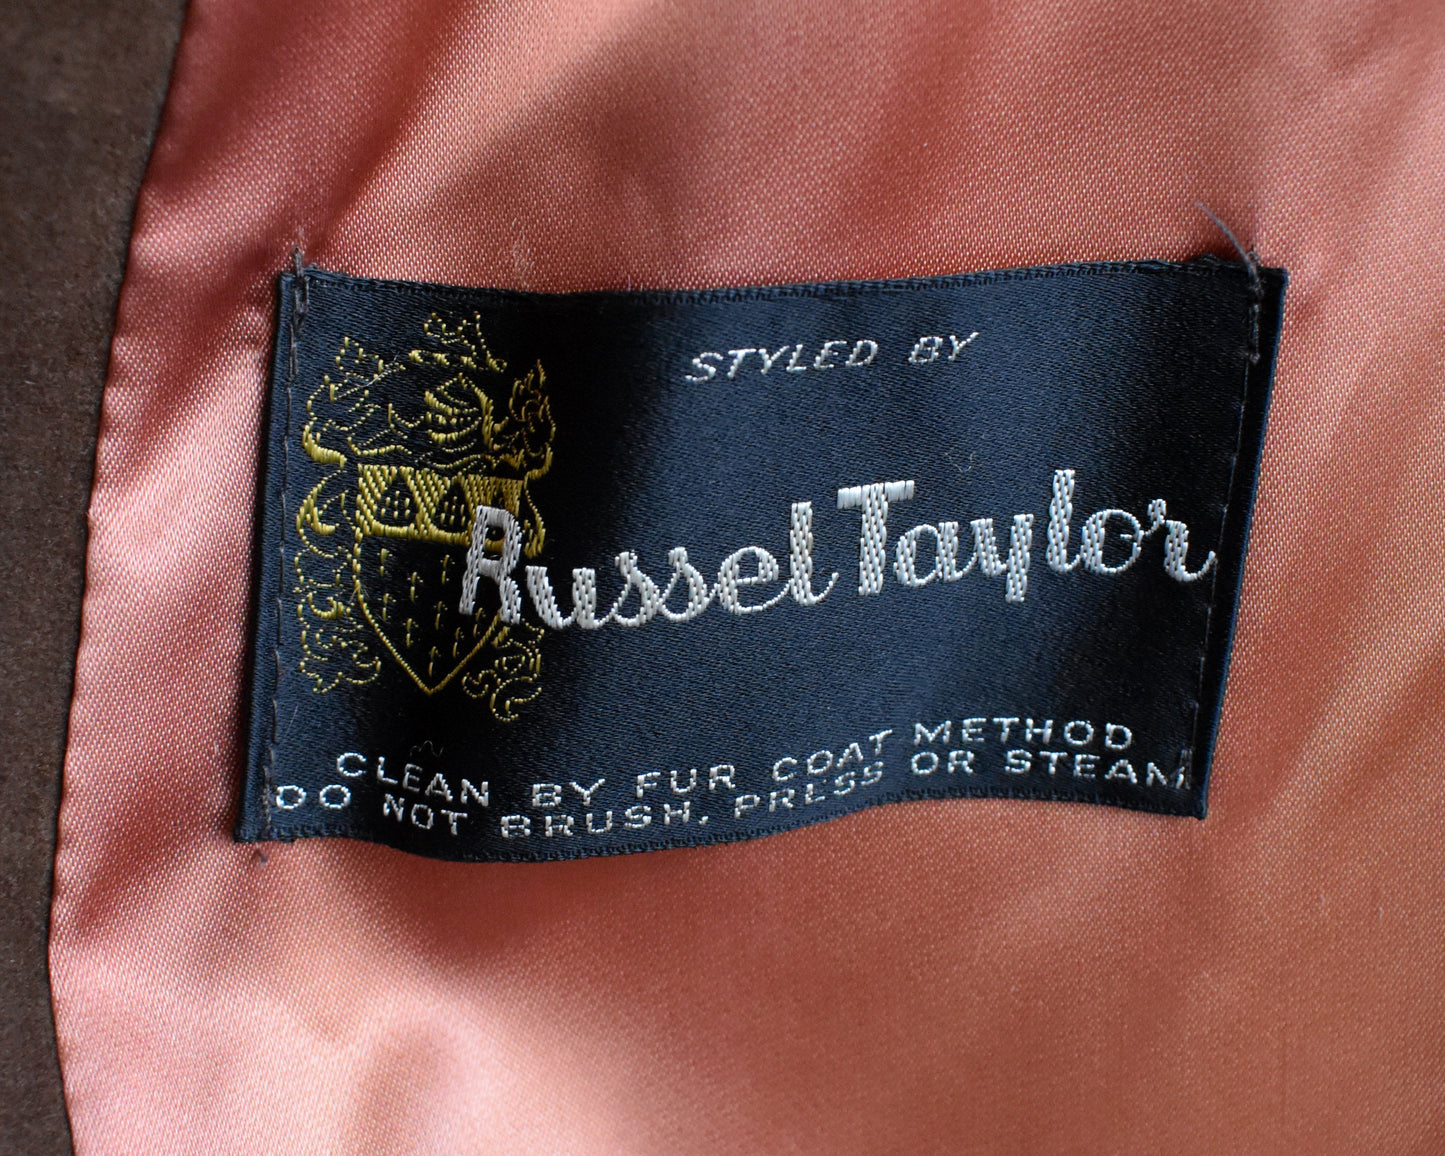 STYLED BY
Russel Taylor
CLEAN BY FUR COAT METHOD
DO NOT BRUSH, PRESS OR STEAM